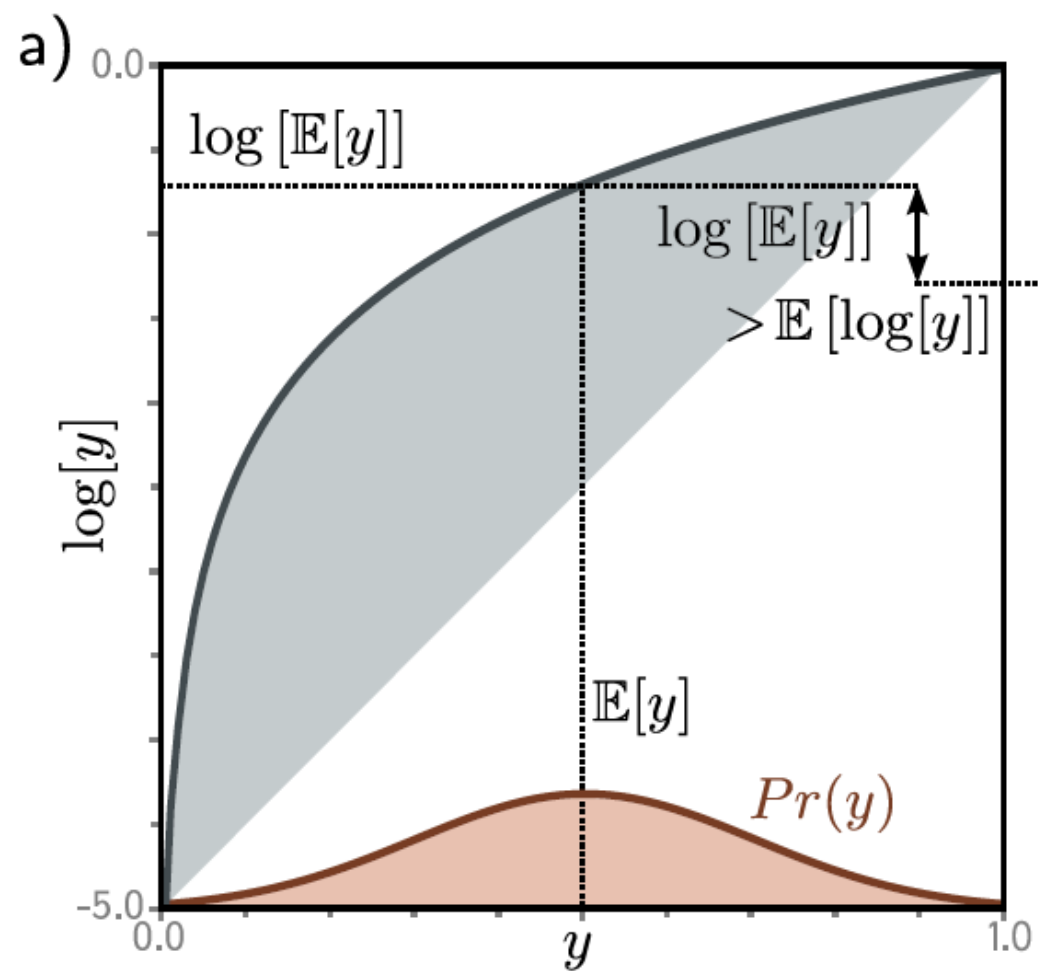 a)
0.0
log [𝔼[y]]
log [𝔼[y]]
> 𝔼 [log[y]]
log[y]
𝔼[y]
Pr(y)
-5.0
0.0
y
1.0